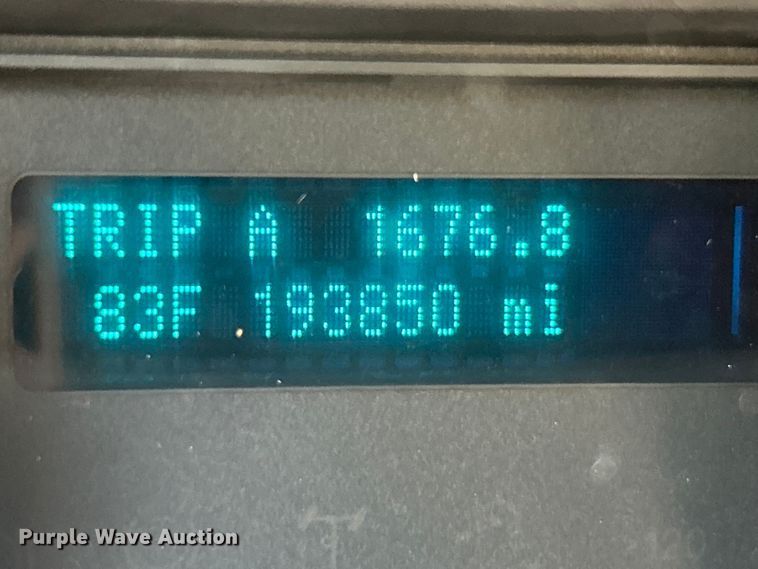 TRIP A 1676.8
83F 193850 mi
Purple Wave Auction